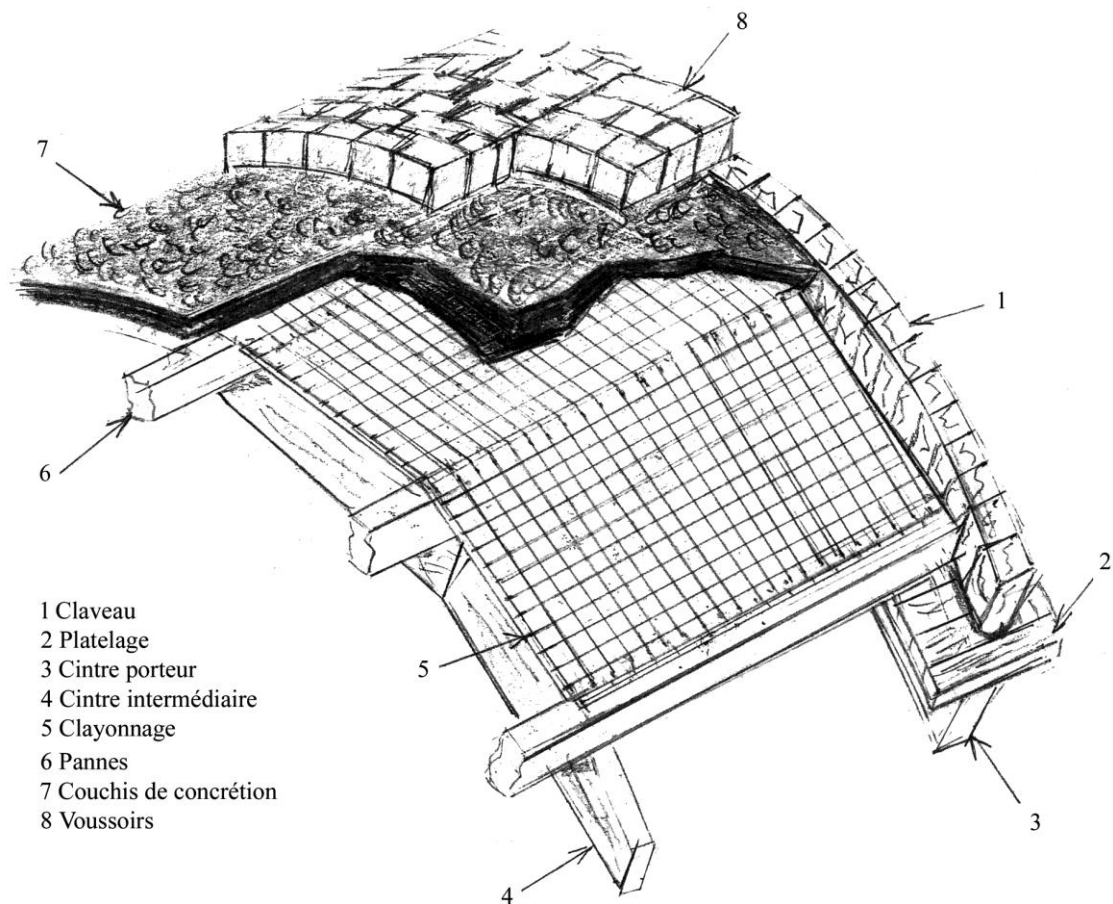 8
7
1
6
2
1 Claveau
2 Platelage
3 Cintre porteur
4 Cintre intermédiaire
5 Clayonnage
6 Pannes
7 Couchis de concrétion
8 Voussoirs
5
3
4